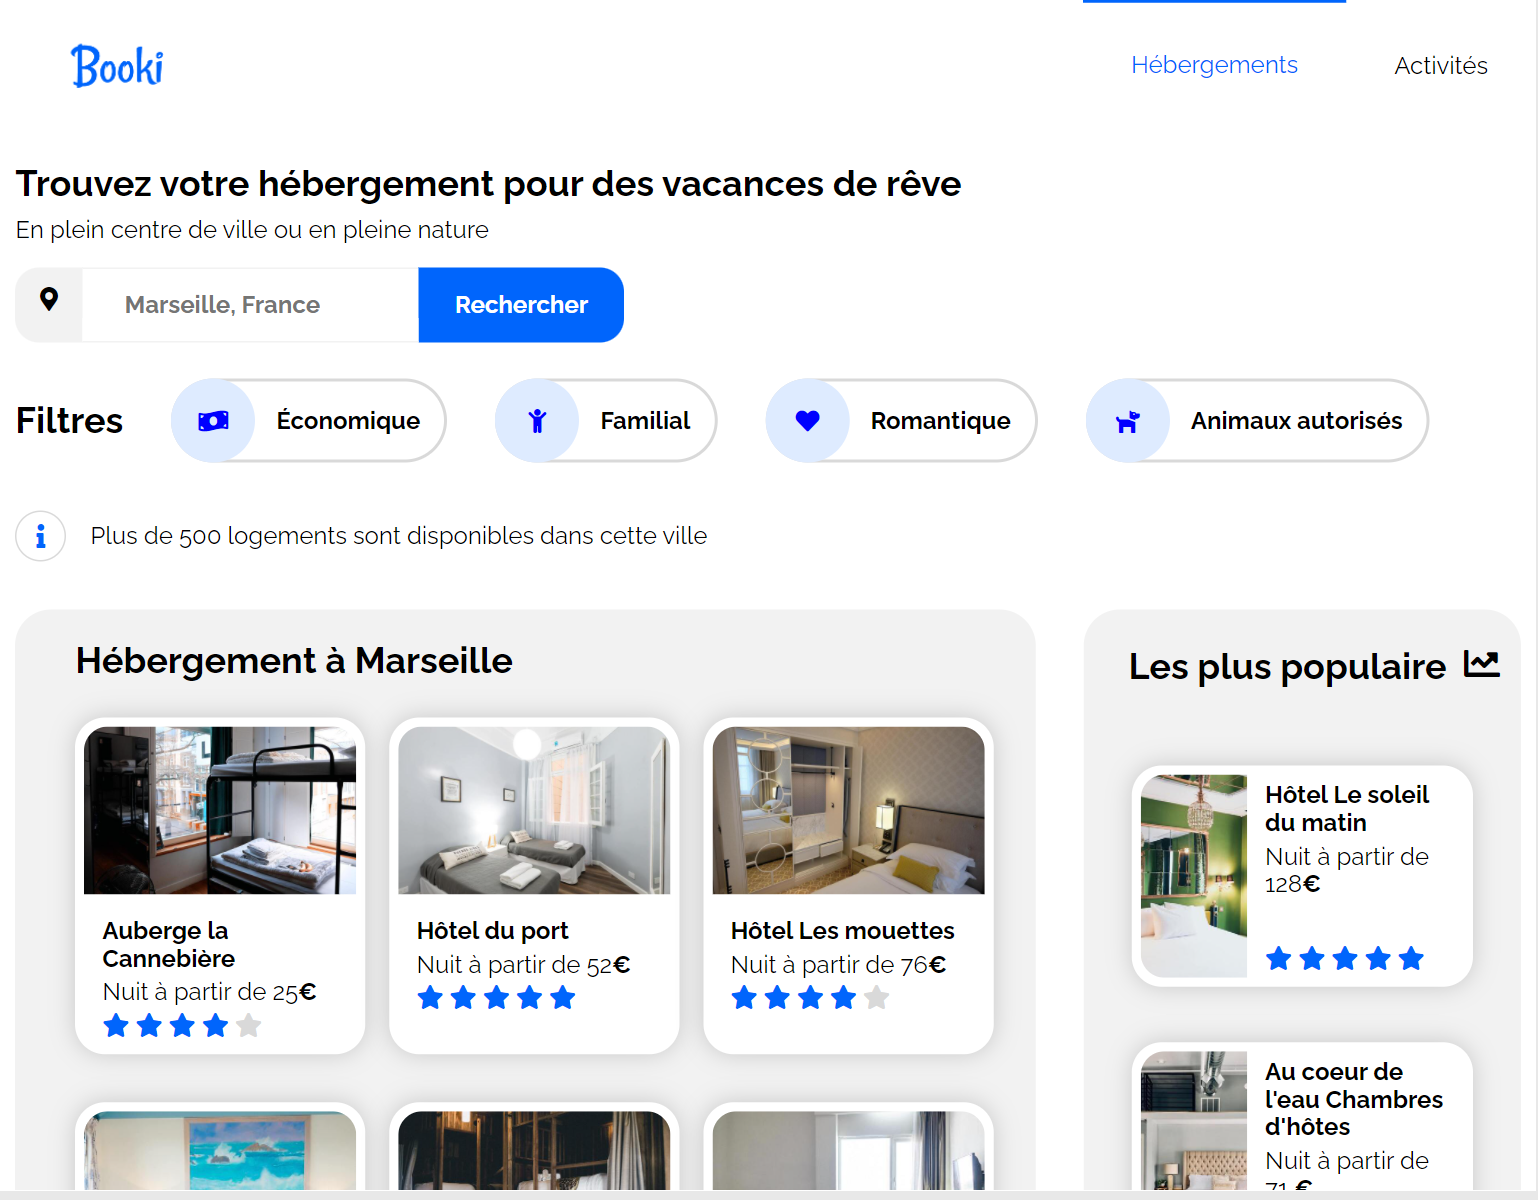 Booki
Hébergements
Activités
Trouvez votre hébergement pour des vacances de rêve
En plein centre de ville ou en pleine nature
Marseille, France
Rechercher
Filtres
Économique
Familial
Romantique
Animaux autorisés
Plus de 500 logements sont disponibles dans cette ville
Hébergement à Marseille
Auberge la
Cannebière
Nuit à partir de 25€
Hôtel du port
Nuit à partir de 52€
Hôtel Les mouettes
Nuit à partir de 76€
Les plus populaire
Hôtel Le soleil
du matin
Nuit à partir de
128€
Au coeur de
l'eau Chambres
d'hôtes
Nuit à partir de
71 €